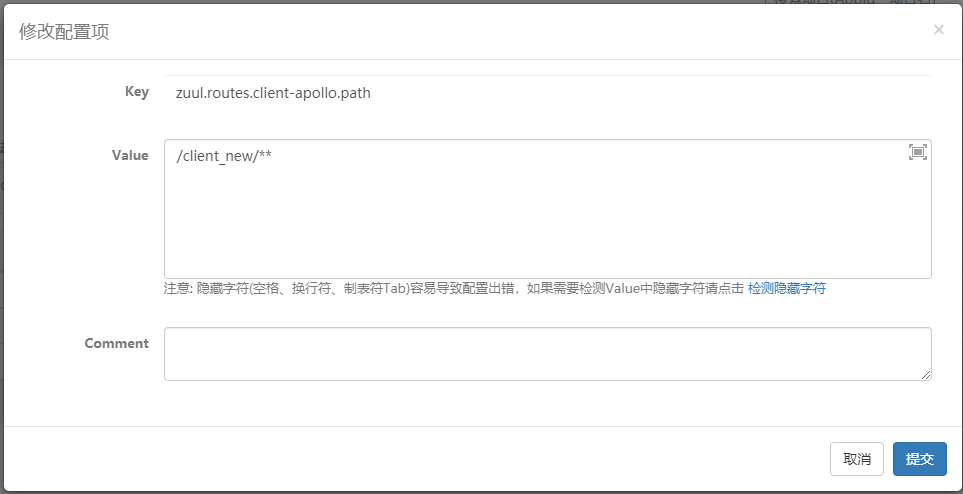 修改配置项
×
Key
zuul.routes.client-apollo.path
Value
/client_new/**
注意: 隐藏字符(空格、换行符、制表符Tab)容易导致配置出错，如果需要检测Value中隐藏字符请点击 检测隐藏字符
Comment
取消
提交